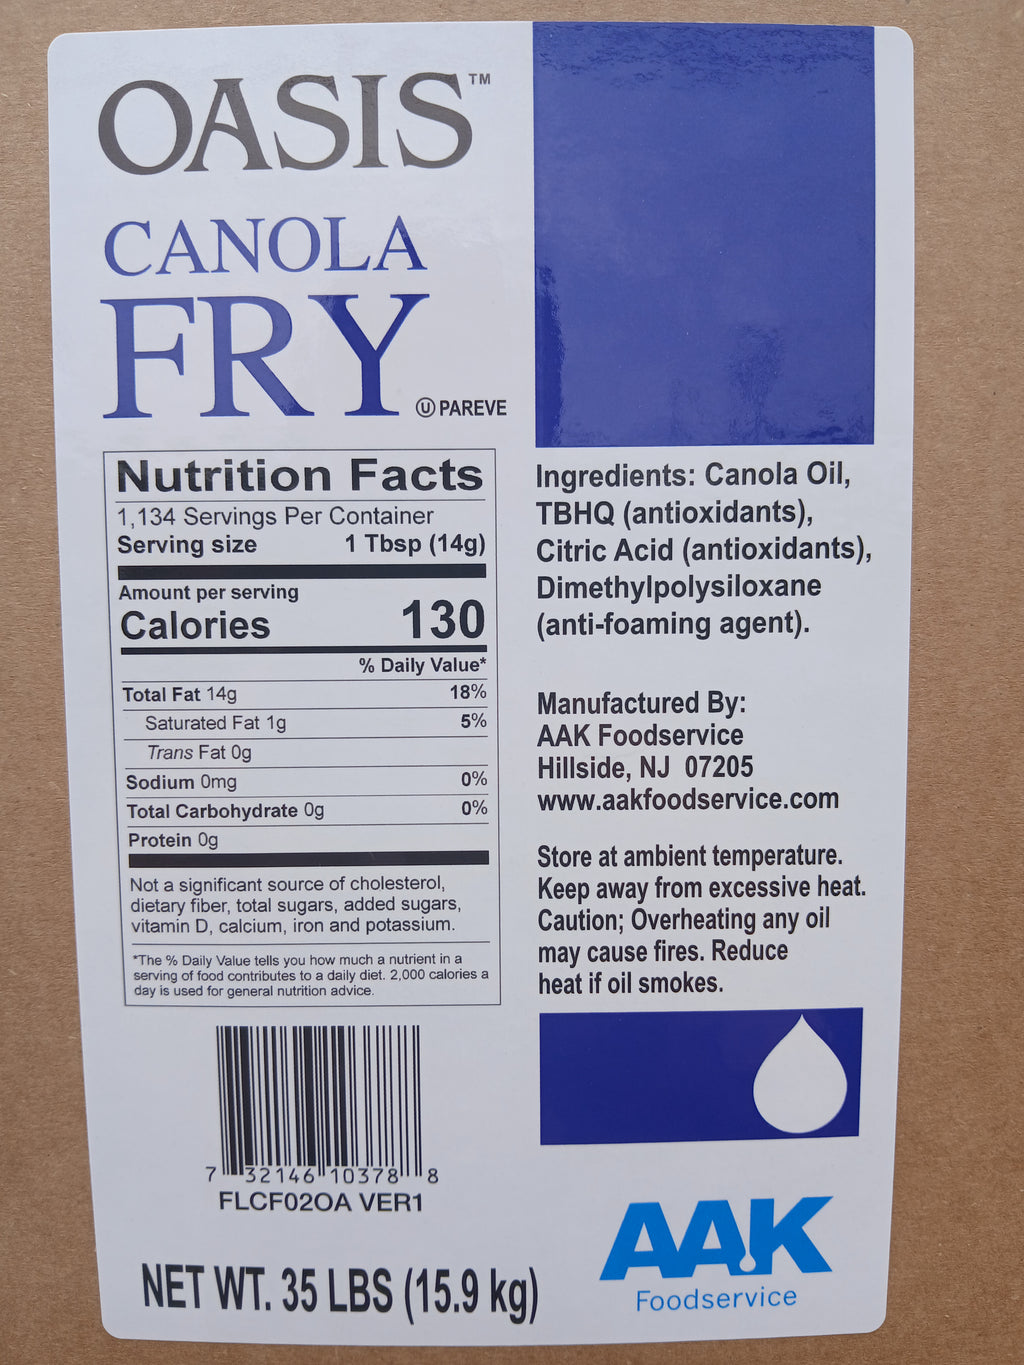 OASIS™
CANOLA
FRY
Ⓤ PAREVE
Nutrition Facts
1,134 Servings Per Container
Serving size 1 Tbsp (14g)
Amount per serving
Calories 130
% Daily Value*
Total Fat 14g 18%
Saturated Fat 1g 5%
Trans Fat 0g
Sodium 0mg 0%
Total Carbohydrate 0g 0%
Protein 0g
Not a significant source of cholesterol,
dietary fiber, total sugars, added sugars,
vitamin D, calcium, iron and potassium.
*The % Daily Value tells you how much a nutrient in a
serving of food contributes to a daily diet. 2,000 calories a
day is used for general nutrition advice.
7 32146 10378 8
FLCF02OA VER1
NET WT. 35 LBS (15.9 kg)
Ingredients: Canola Oil,
TBHQ (antioxidants),
Citric Acid (antioxidants),
Dimethylpolysiloxane
(anti-foaming agent).
Manufactured By:
AAK Foodservice
Hillside, NJ 07205
www.aakfoodservice.com
Store at ambient temperature.
Keep away from excessive heat.
Caution; Overheating any oil
may cause fires. Reduce
heat if oil smokes.
AAK
Foodservice